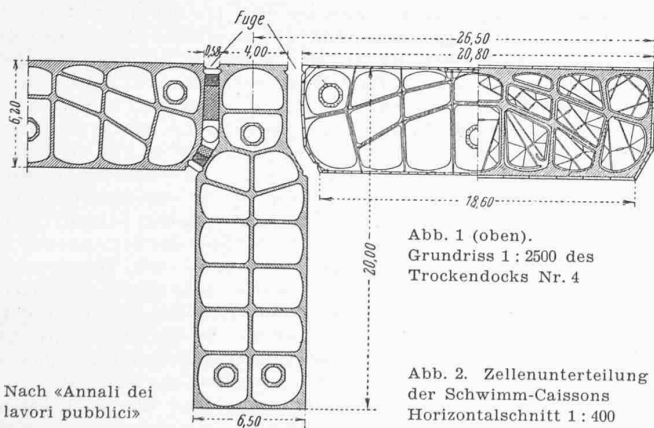 Fuge
26,50
0,58
4,00
20,80
6,20
18,60
20,00
6,50
Abb. 1 (oben).
Grundriss 1 : 2500 des
Trockendocks Nr. 4
Abb. 2. Zellenunterteilung
der Schwimm-Caissons
Horizontalschnitt 1 : 400
Nach «Annali dei
lavori pubblici»